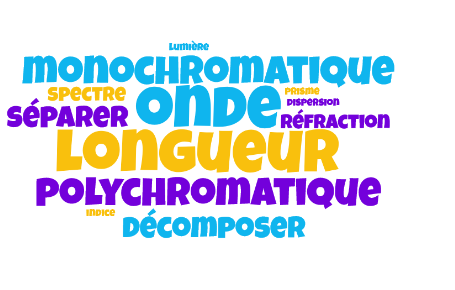 Lumière
monochromatique
spectre
onde
prisme
dispersion
séparer
réfraction
Longueur
polychromatique
indice
décomposer